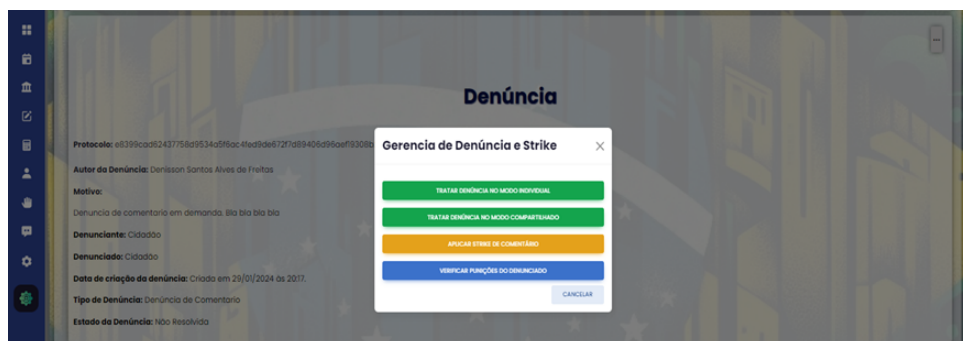 Denúncia
Protocolo: e8399cad62437758d9534a5f6ac4fed9de672f7d89406d96aef19308b
Autor da Denúncia: Denisson Santos Alves de Freitas
Motivo:
Denuncia de comentario em demanda. Bla bla bla bla
Denunciante: Cidadão
Denunciado: Cidadão
Data de criação da denúncia: Criada em 29/01/2024 às 20:17.
Tipo de Denúncia: Denúncia de Comentario
Estado da Denúncia: Não Resolvida
Gerencia de Denúncia e Strike
TRATAR DENÚNCIA NO MODO INDIVIDUAL
TRATAR DENÚNCIA NO MODO COMPARTILHADO
APLICAR STRIKE DE COMENTÁRIO
VERIFICAR PUNIÇÕES DO DENUNCIADO
CANCELAR